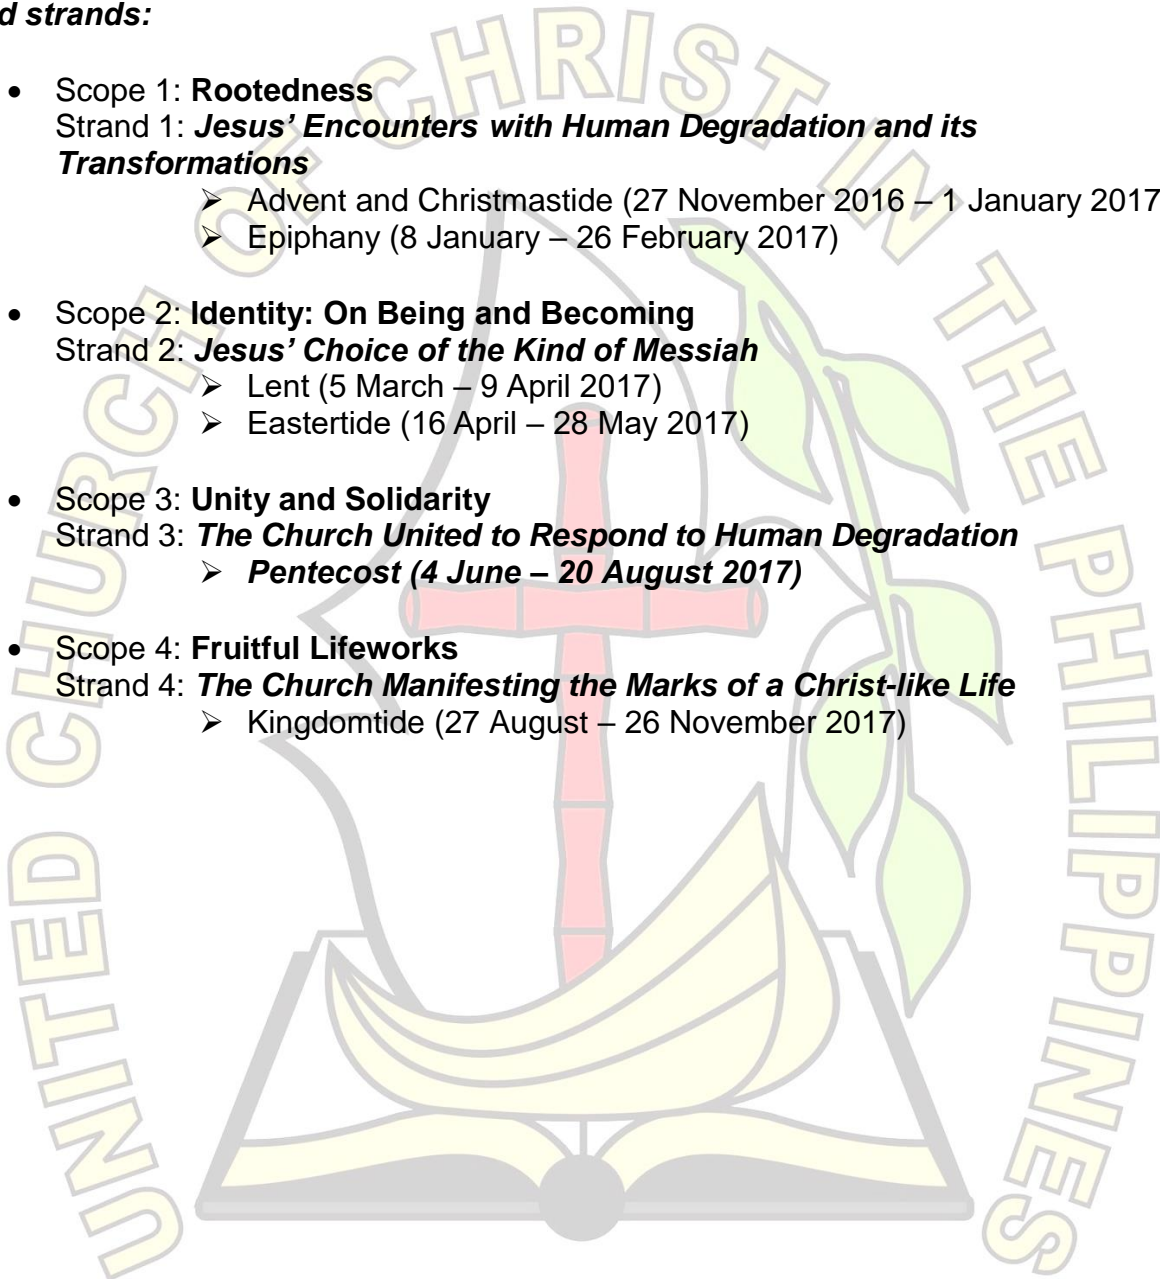 d strands:
• Scope 1: Rootedness
Strand 1: Jesus’ Encounters with Human Degradation and its
Transformations
➢ Advent and Christmastide (27 November 2016 – 1 January 2017
➢ Epiphany (8 January – 26 February 2017)
• Scope 2: Identity: On Being and Becoming
Strand 2: Jesus’ Choice of the Kind of Messiah
➢ Lent (5 March – 9 April 2017)
➢ Eastertide (16 April – 28 May 2017)
• Scope 3: Unity and Solidarity
Strand 3: The Church United to Respond to Human Degradation
➢ Pentecost (4 June – 20 August 2017)
• Scope 4: Fruitful Lifeworks
Strand 4: The Church Manifesting the Marks of a Christ-like Life
➢ Kingdomtide (27 August – 26 November 2017)
UNITED CHURCH OF CHRIST IN THE PHILIPPINES